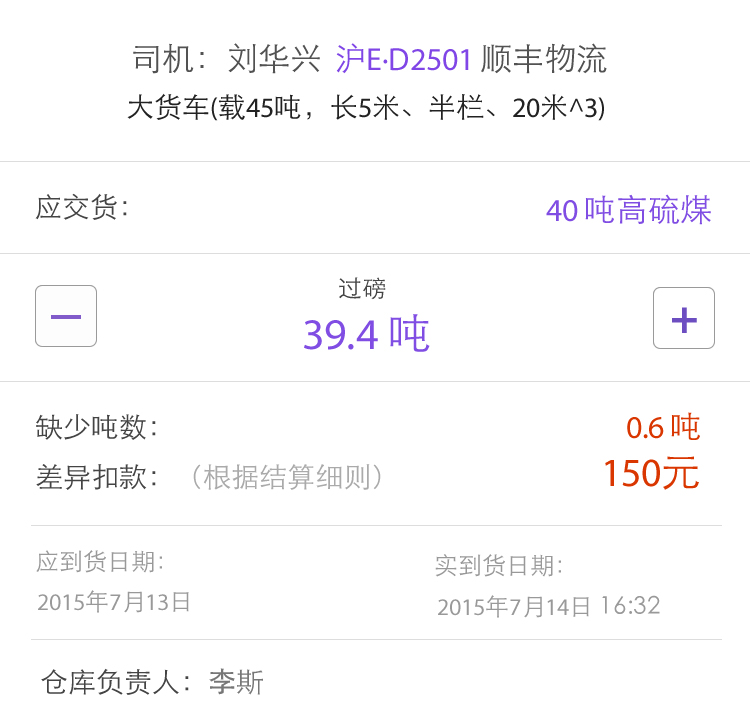 司机：刘华兴 沪E·D2501 顺丰物流
大货车(载45吨，长5米、半栏、20米^3)
应交货： 40 吨高硫煤
过磅
39.4 吨
缺少吨数： 0.6 吨
差异扣款：（根据结算细则） 150元
应到货日期： 实到货日期：
2015年7月13日 2015年7月14日 16:32
仓库负责人：李斯